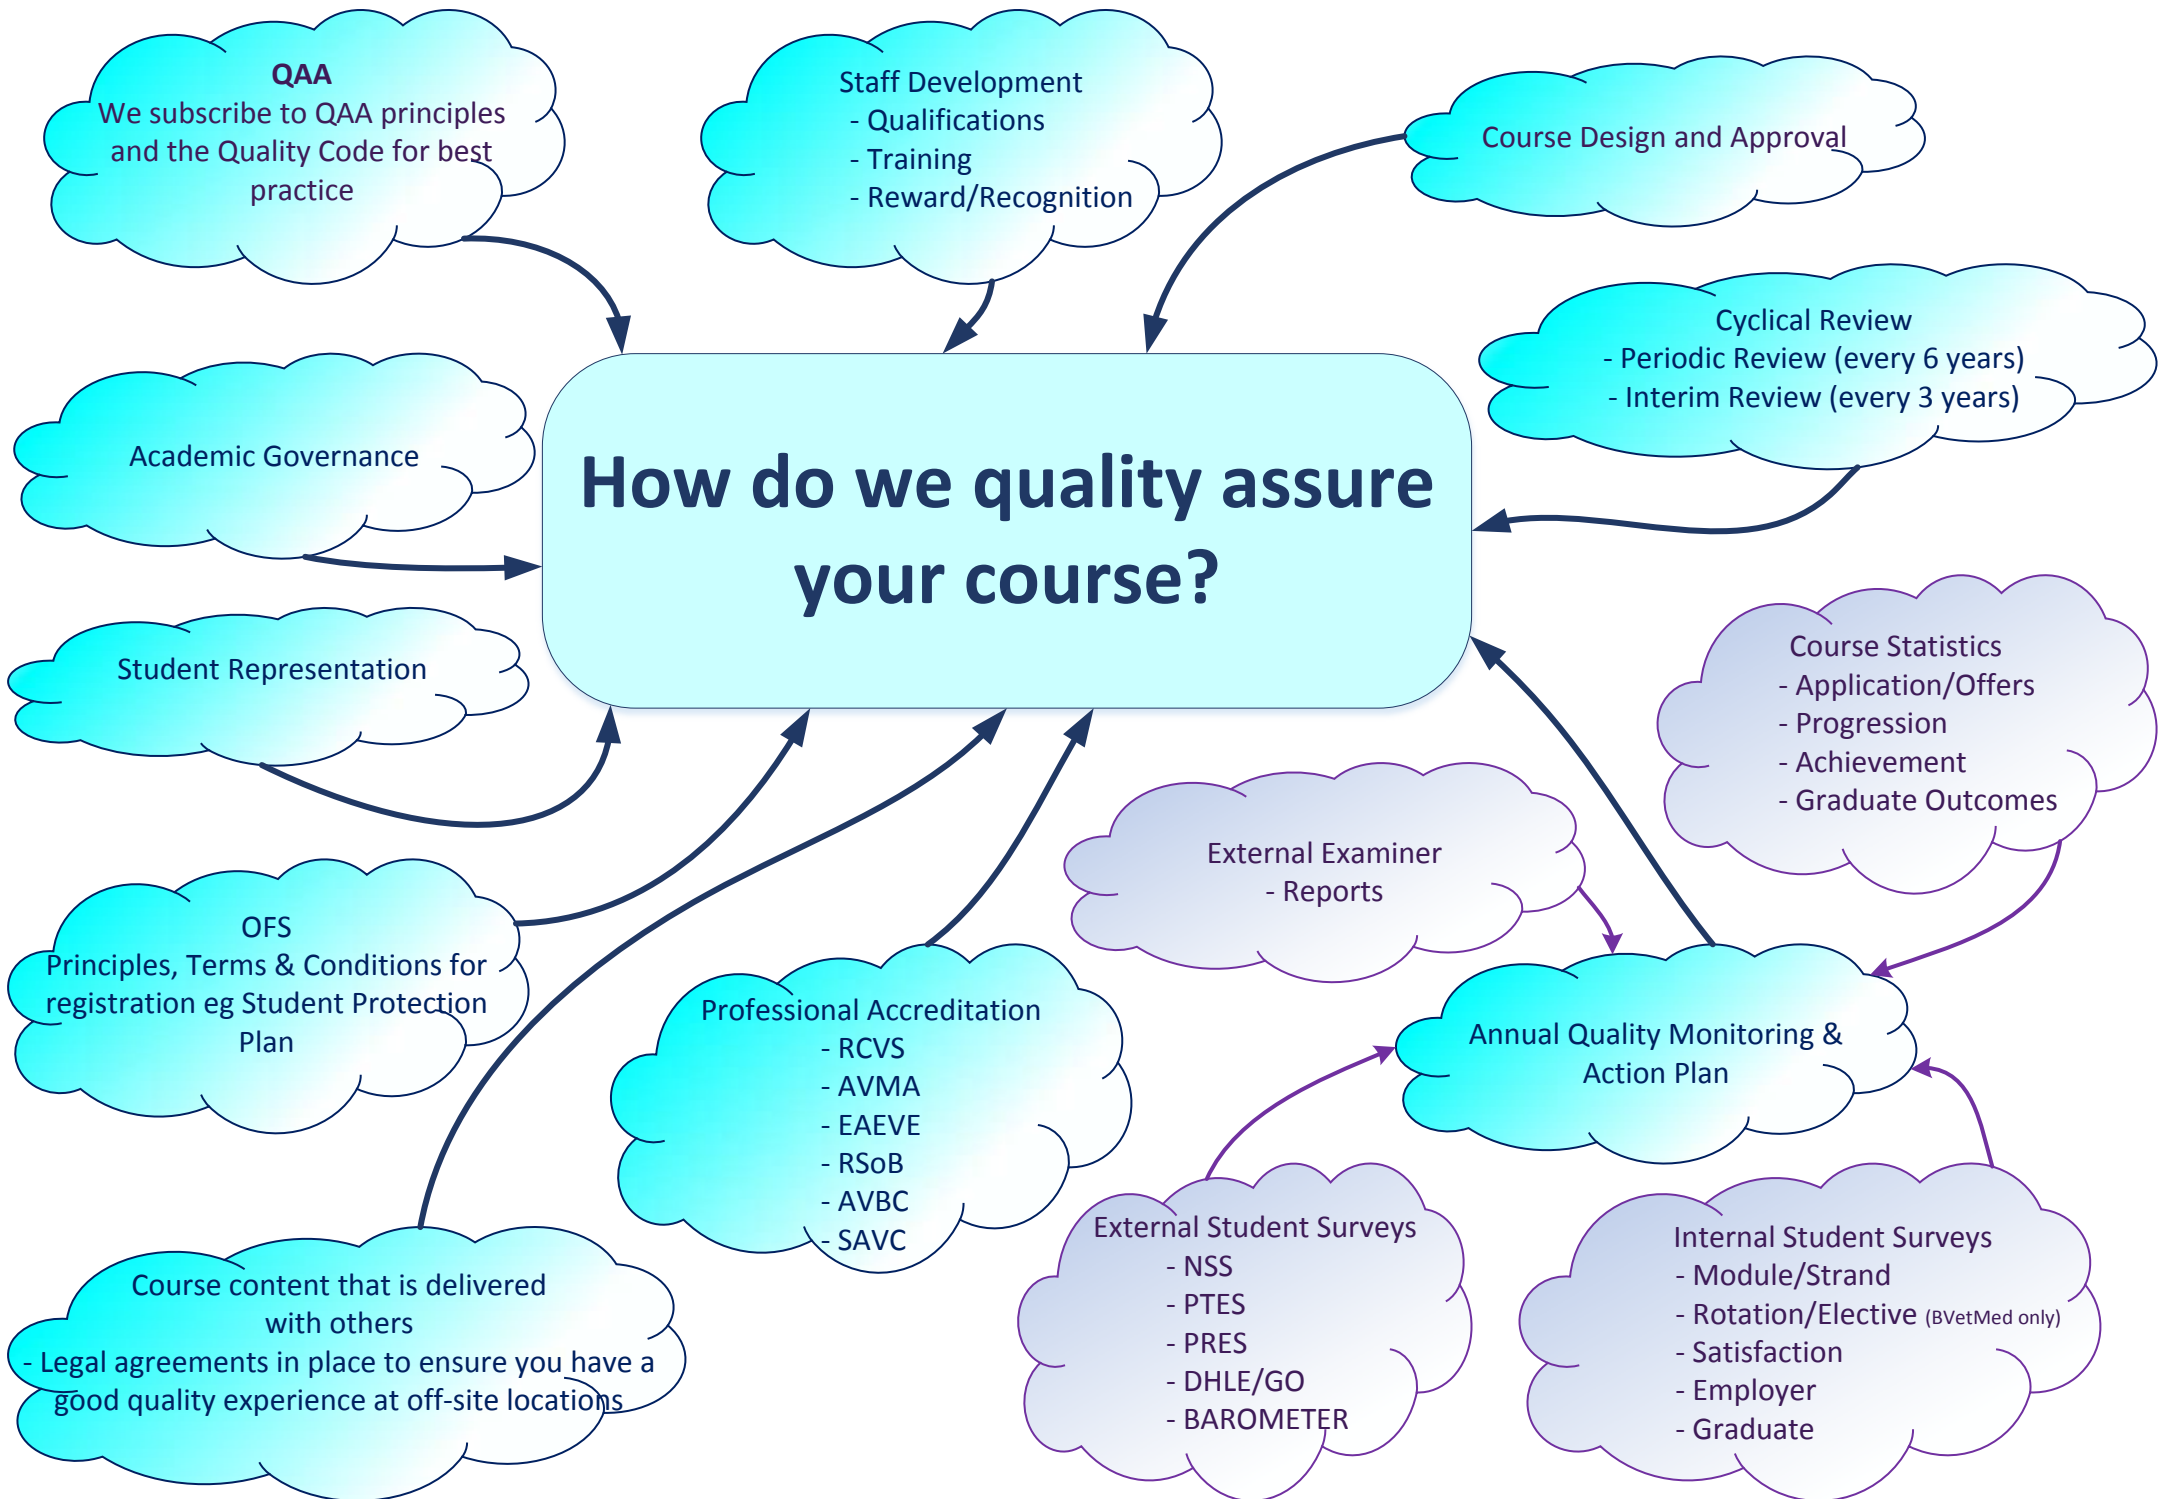 QAA
We subscribe to QAA principles
and the Quality Code for best
practice
Staff Development
- Qualifications
- Training
- Reward/Recognition
Course Design and Approval
Cyclical Review
- Periodic Review (every 6 years)
- Interim Review (every 3 years)
Academic Governance
How do we quality assure
your course?
Student Representation
Course Statistics
- Application/Offers
- Progression
- Achievement
- Graduate Outcomes
External Examiner
- Reports
OFS
Principles, Terms & Conditions for
registration eg Student Protection
Plan
Professional Accreditation
- RCVS
- AVMA
- EAEVE
- RSoB
- AVBC
- SAVC
Annual Quality Monitoring &
Action Plan
Course content that is delivered
with others
- Legal agreements in place to ensure you have a
good quality experience at off-site locations
External Student Surveys
- NSS
- PTES
- PRES
- DHLE/GO
- BAROMETER
Internal Student Surveys
- Module/Strand
- Rotation/Elective (BVetMed only)
- Satisfaction
- Employer
- Graduate